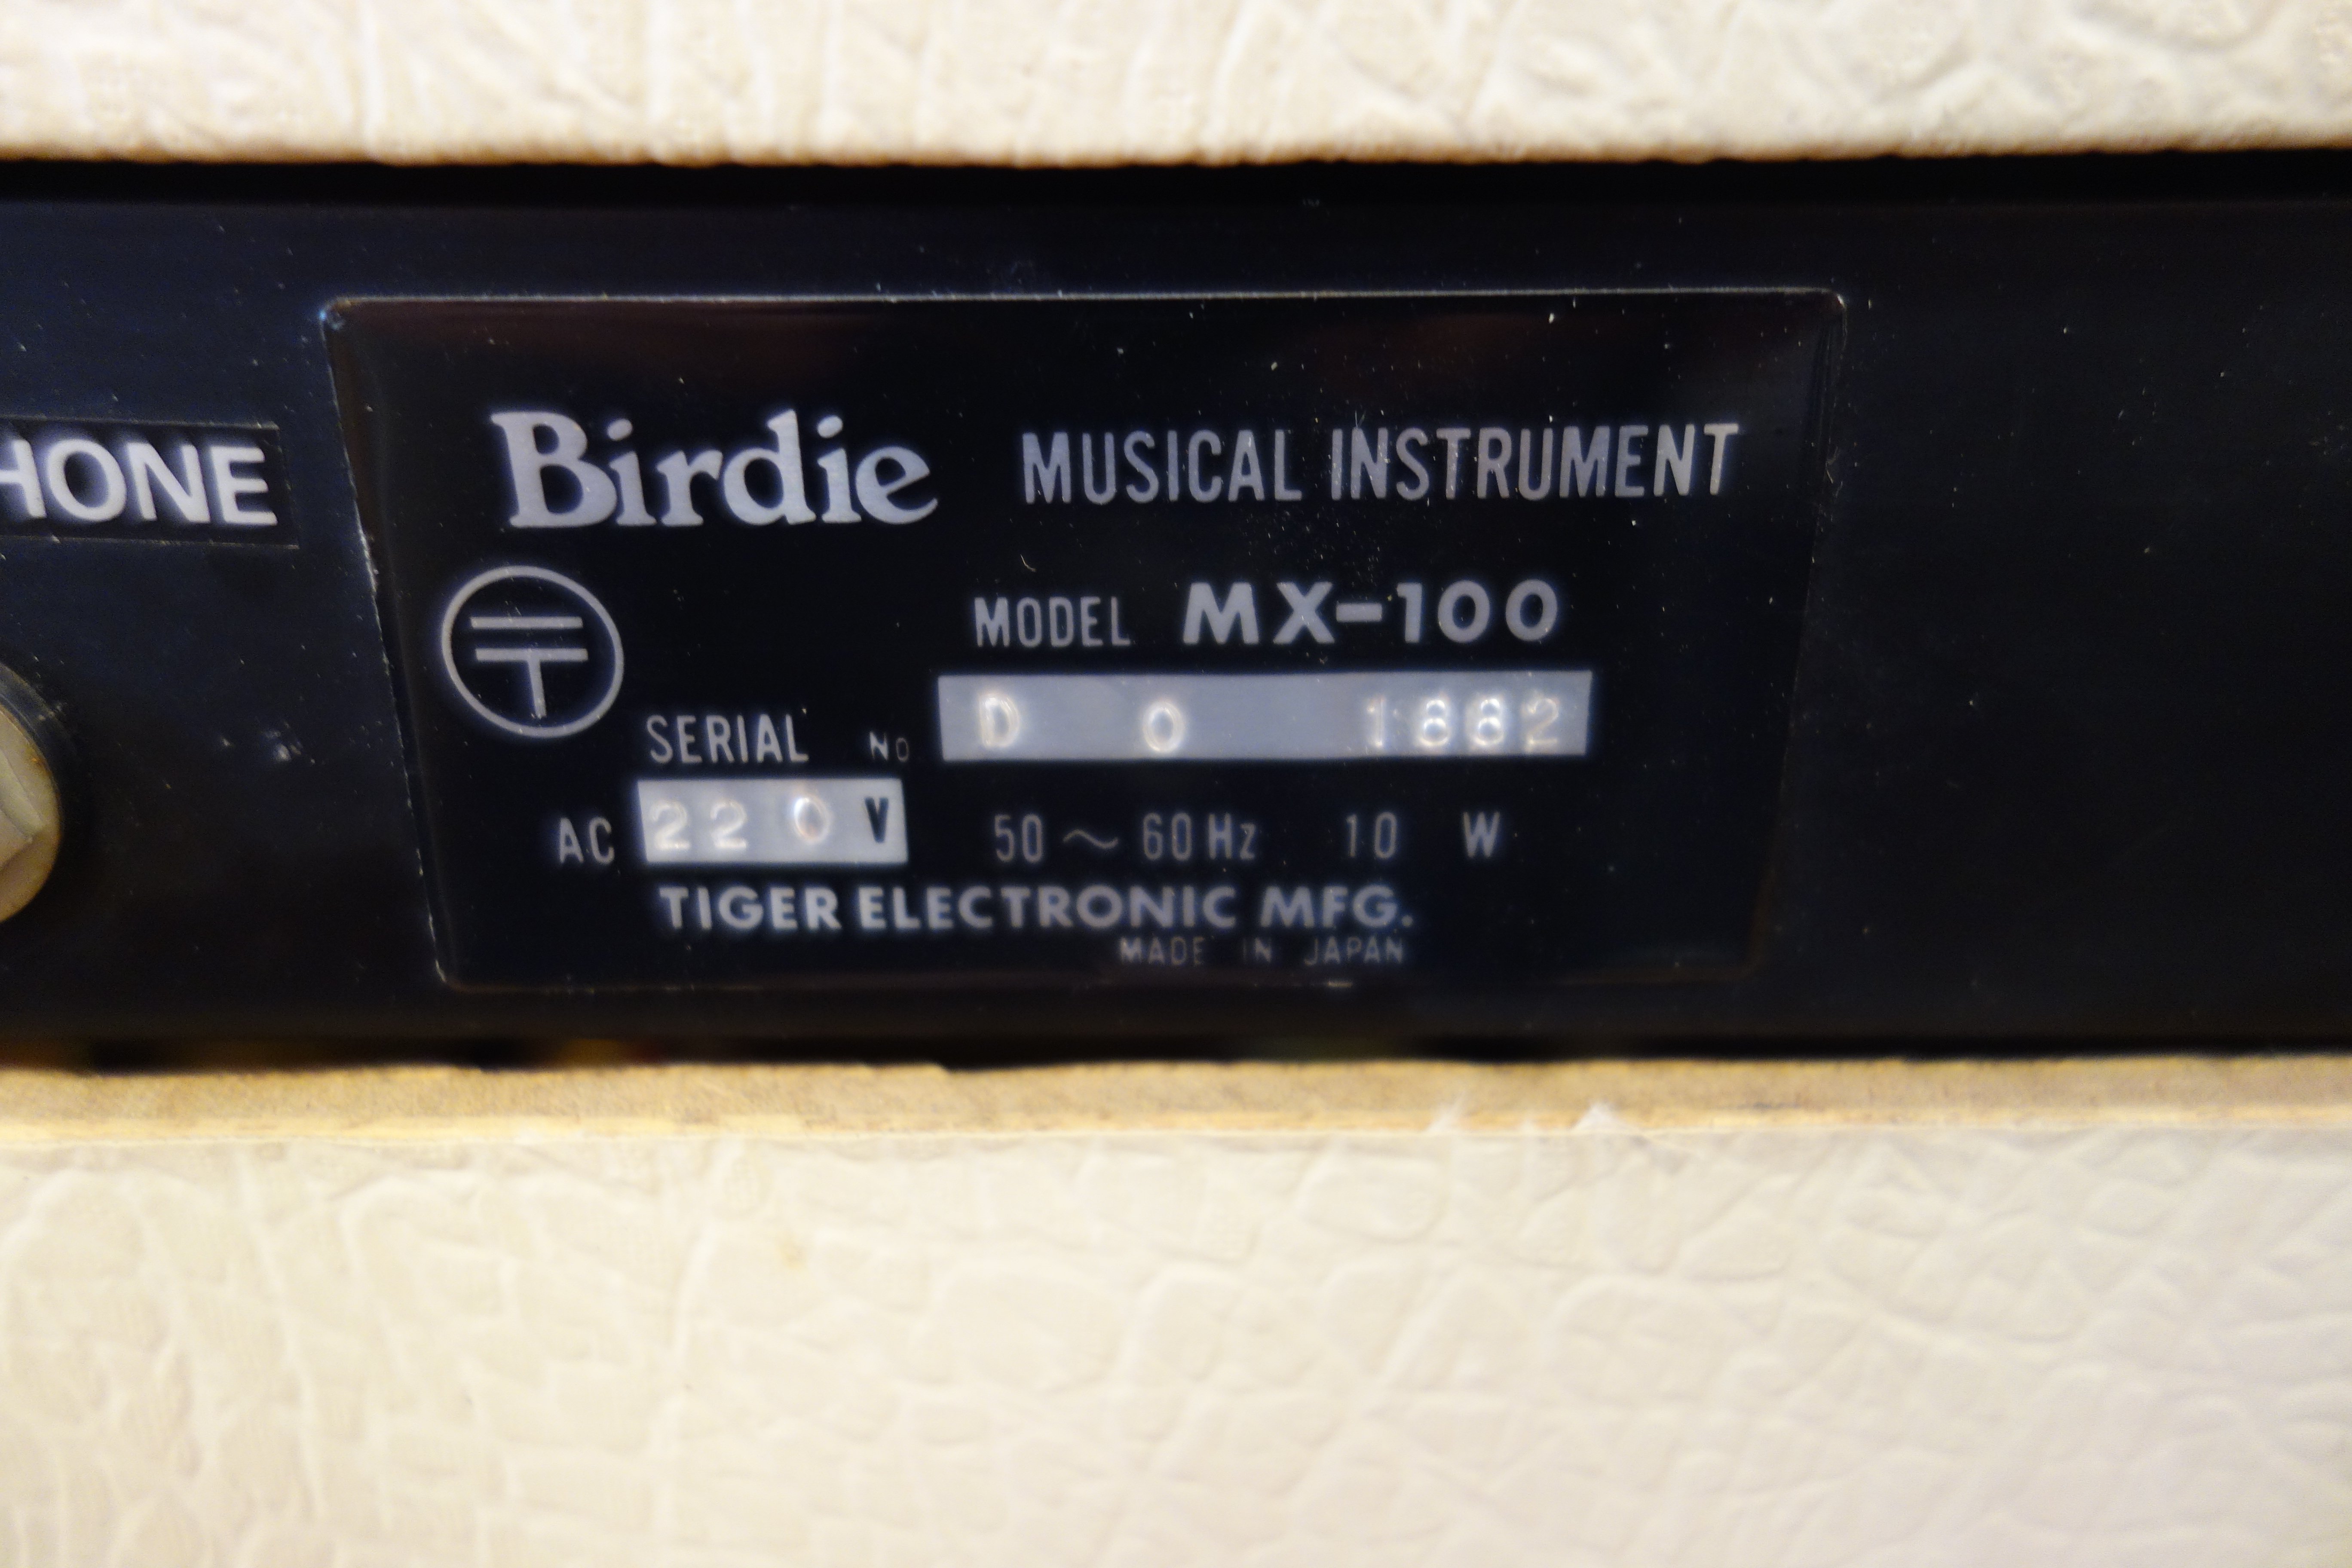 HONE
Birdie MUSICAL INSTRUMENT
MODEL MX-100
SERIAL NO D 0 1882
AC 220V 50~60Hz 10 W
TIGER ELECTRONIC MFG.
MADE IN JAPAN